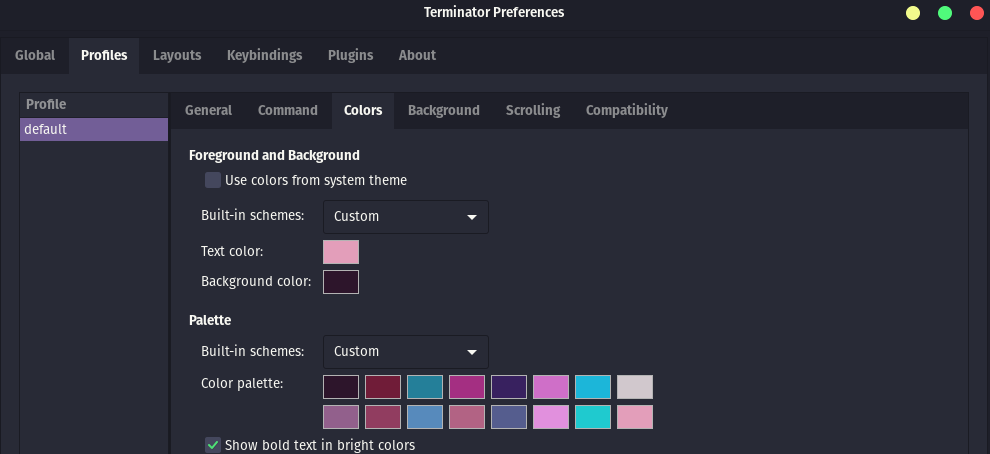 Terminator Preferences
Global Profiles Layouts Keybindings Plugins About
Profile
default
General Command Colors Background Scrolling Compatibility
Foreground and Background
Use colors from system theme
Built-in schemes: Custom
Text color:
Background color:
Palette
Built-in schemes: Custom
Color palette:
Show bold text in bright colors